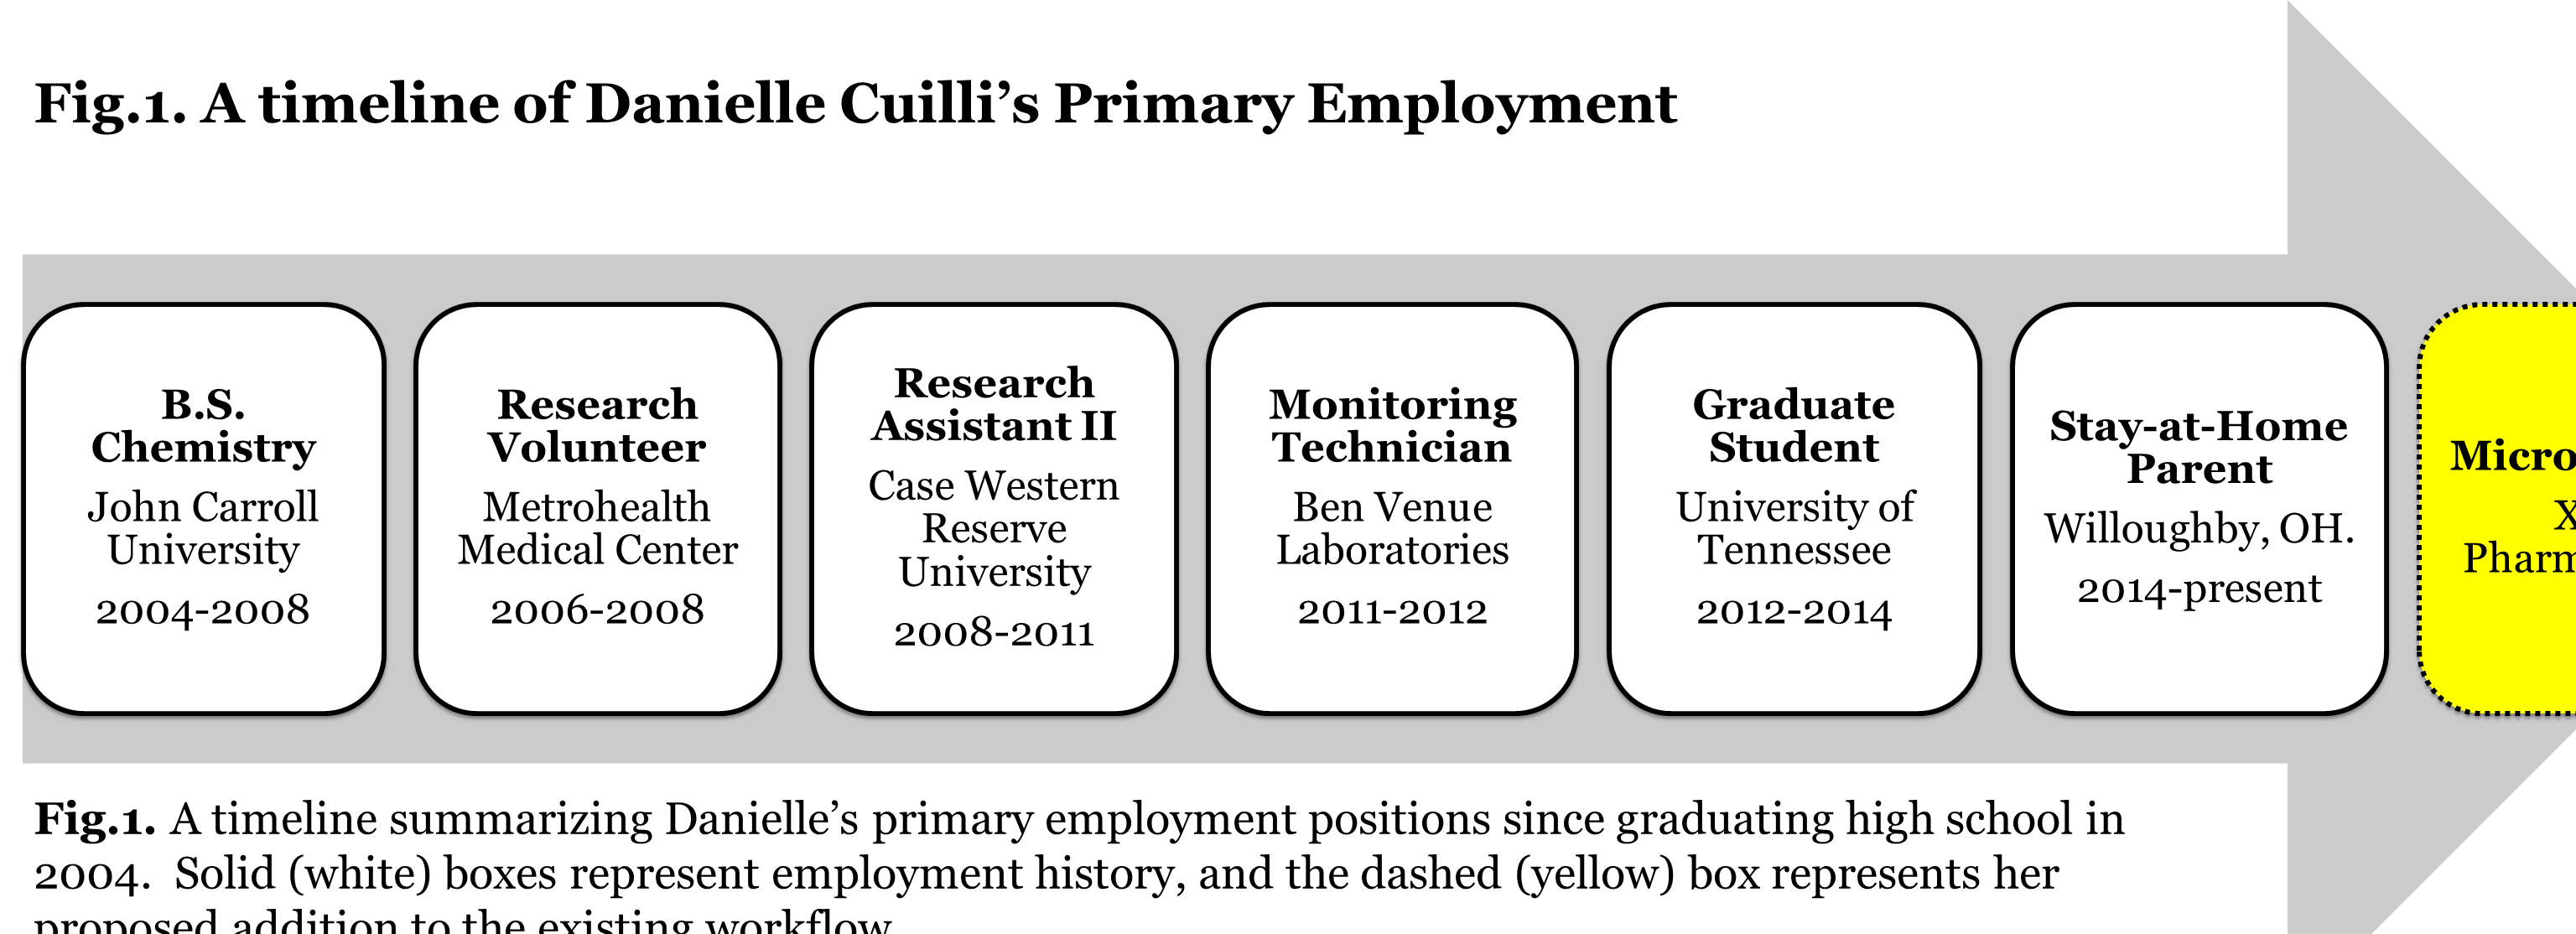 Fig.1. A timeline of Danielle Cuilli's Primary Employment
B.S.
Chemistry
John Carroll
University
2004-2008
Research
Volunteer
Metrohealth
Medical Center
2006-2008
Research
Assistant II
Case Western
Reserve
University
2008-2011
Monitoring
Technician
Ben Venue
Laboratories
2011-2012
Graduate
Student
University of
Tennessee
2012-2014
Stay-at-Home
Parent
Willoughby, OH.
2014-present
Micro
X
Pharm
Fig.1. A timeline summarizing Danielle's primary employment positions since graduating high school in
2004.  Solid (white) boxes represent employment history, and the dashed (yellow) box represents her
proposed addition to the existing workflow